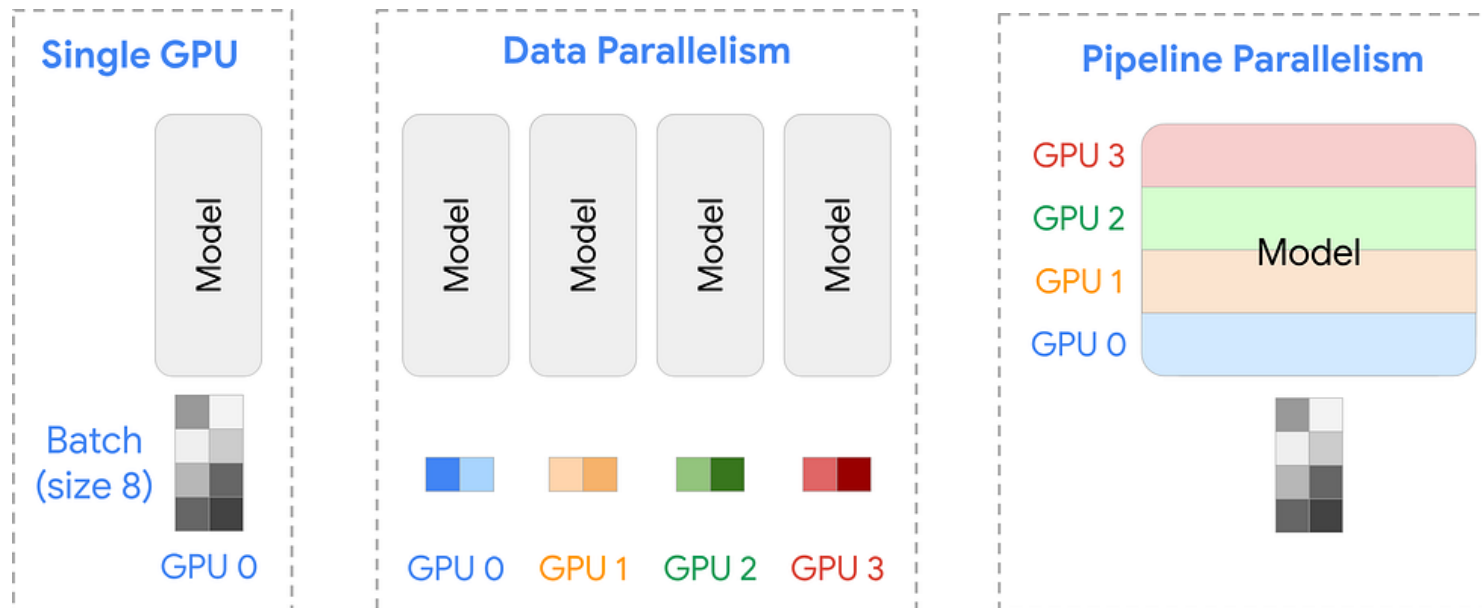 Single GPU
Model
Batch
(size 8)
GPU 0
Data Parallelism
Model
Model
Model
Model
GPU 0
GPU 1
GPU 2
GPU 3
Pipeline Parallelism
GPU 3
GPU 2
Model
GPU 1
GPU 0